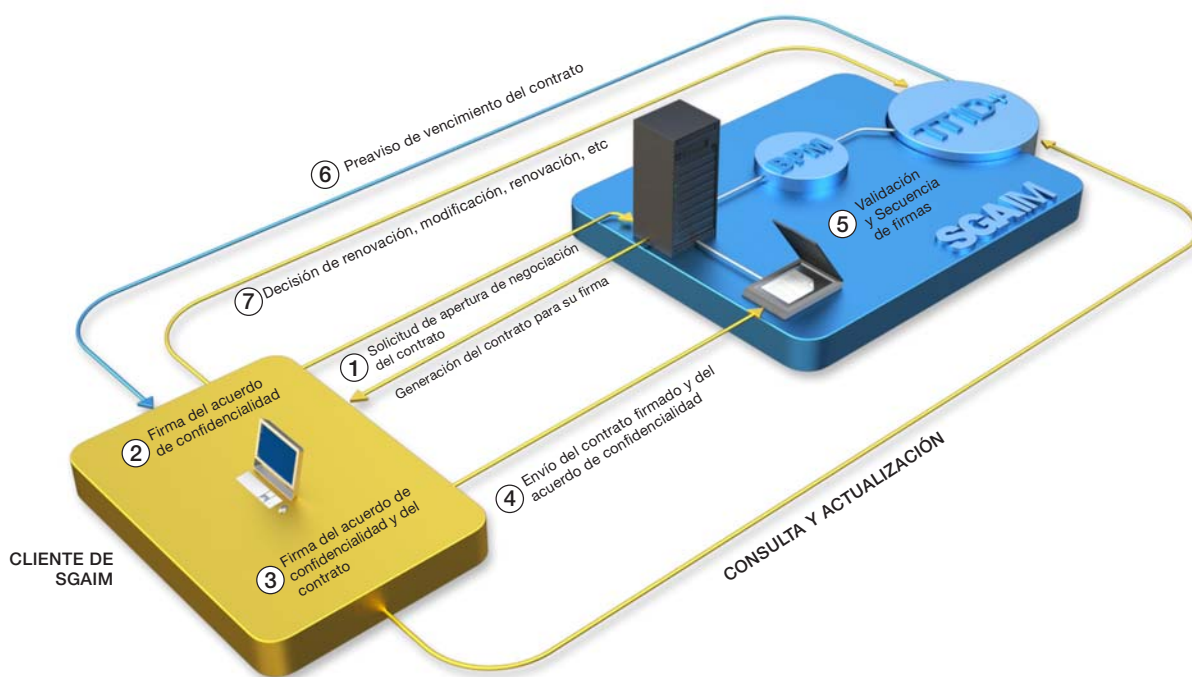 6 Preaviso de vencimiento del contrato
7 Decisión de renovación, modificación, renovación, etc
1 Solicitud de apertura de negociación
del contrato
Generación del contrato para su firma
2 Firma del acuerdo
de confidencialidad
3 Firma del acuerdo de
confidencialidad y del
contrato
4 Envío del contrato firmado y del
acuerdo de confidencialidad
5 Validación
y Secuencia
de firmas
BPM
SGAIM
CLIENTE DE
SGAIM
CONSULTA Y ACTUALIZACIÓN